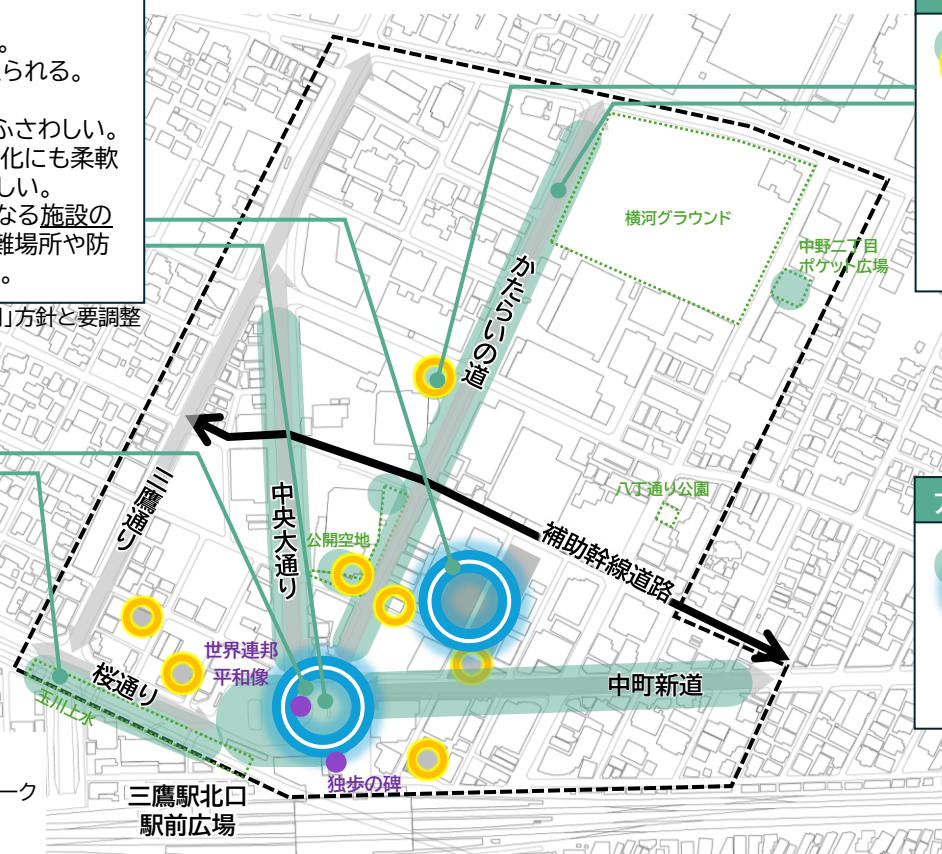 。
られる。
ふさわしい。
化にも柔軟
しい。
なる施設の
難場所や防
。
」方針と要調整
横河グラウンド
中野二丁目
ポケット広場
かたらいの道
三鷹通り
中央大通り
公開空地
八丁通り公園
補助幹線道路
世界連邦
平和像
桜通り
玉川上水
中町新道
独歩の碑
ーク
三鷹駅北口
駅前広場